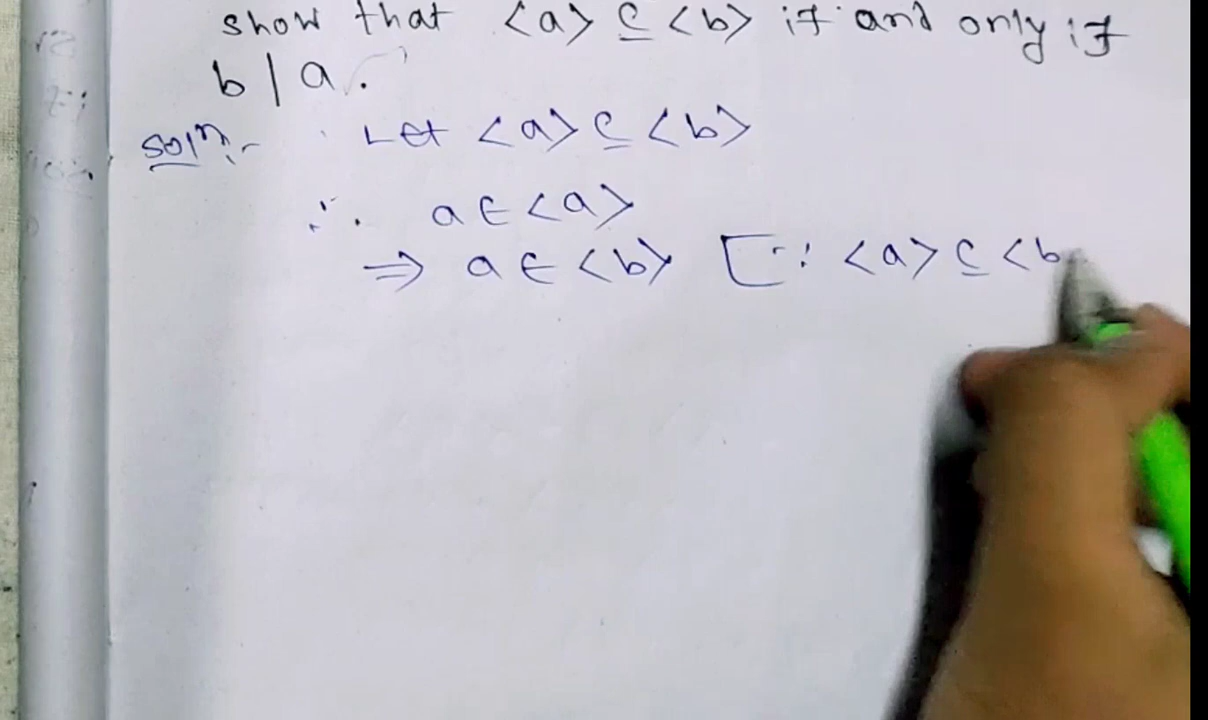 show that <a> ⊆ <b> if and only if
b | a.
Soln:- Let <a> ⊆ <b>
∴ a ∈ <a>
⇒ a ∈ <b> [∵ <a> ⊆ <b